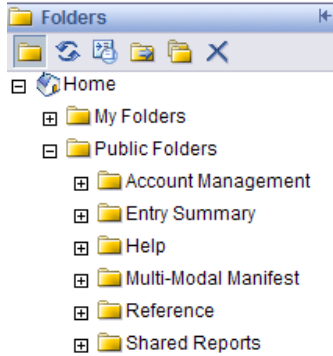 Folders
Home
My Folders
Public Folders
Account Management
Entry Summary
Help
Multi-Modal Manifest
Reference
Shared Reports